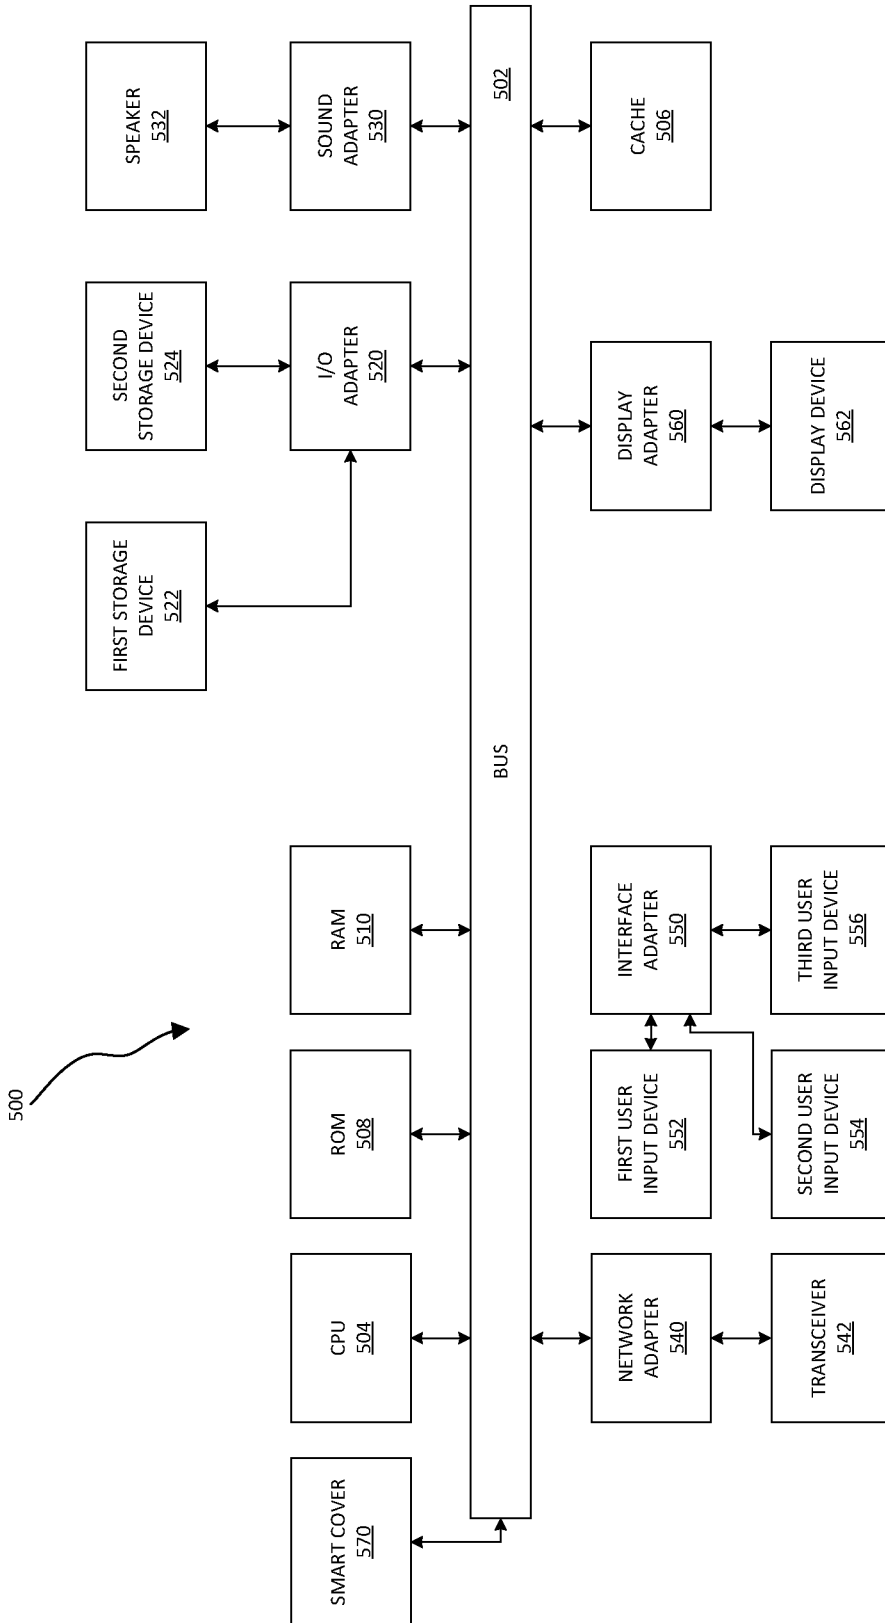 500
SMART COVER
570
CPU
504
ROM
508
RAM
510
FIRST STORAGE
DEVICE
522
SECOND
STORAGE DEVICE
524
I/O
ADAPTER
520
SPEAKER
532
SOUND
ADAPTER
530
BUS
502
NETWORK
ADAPTER
540
TRANSCEIVER
542
FIRST USER
INPUT DEVICE
552
SECOND USER
INPUT DEVICE
554
INTERFACE
ADAPTER
550
THIRD USER
INPUT DEVICE
556
DISPLAY
ADAPTER
560
DISPLAY DEVICE
562
CACHE
506